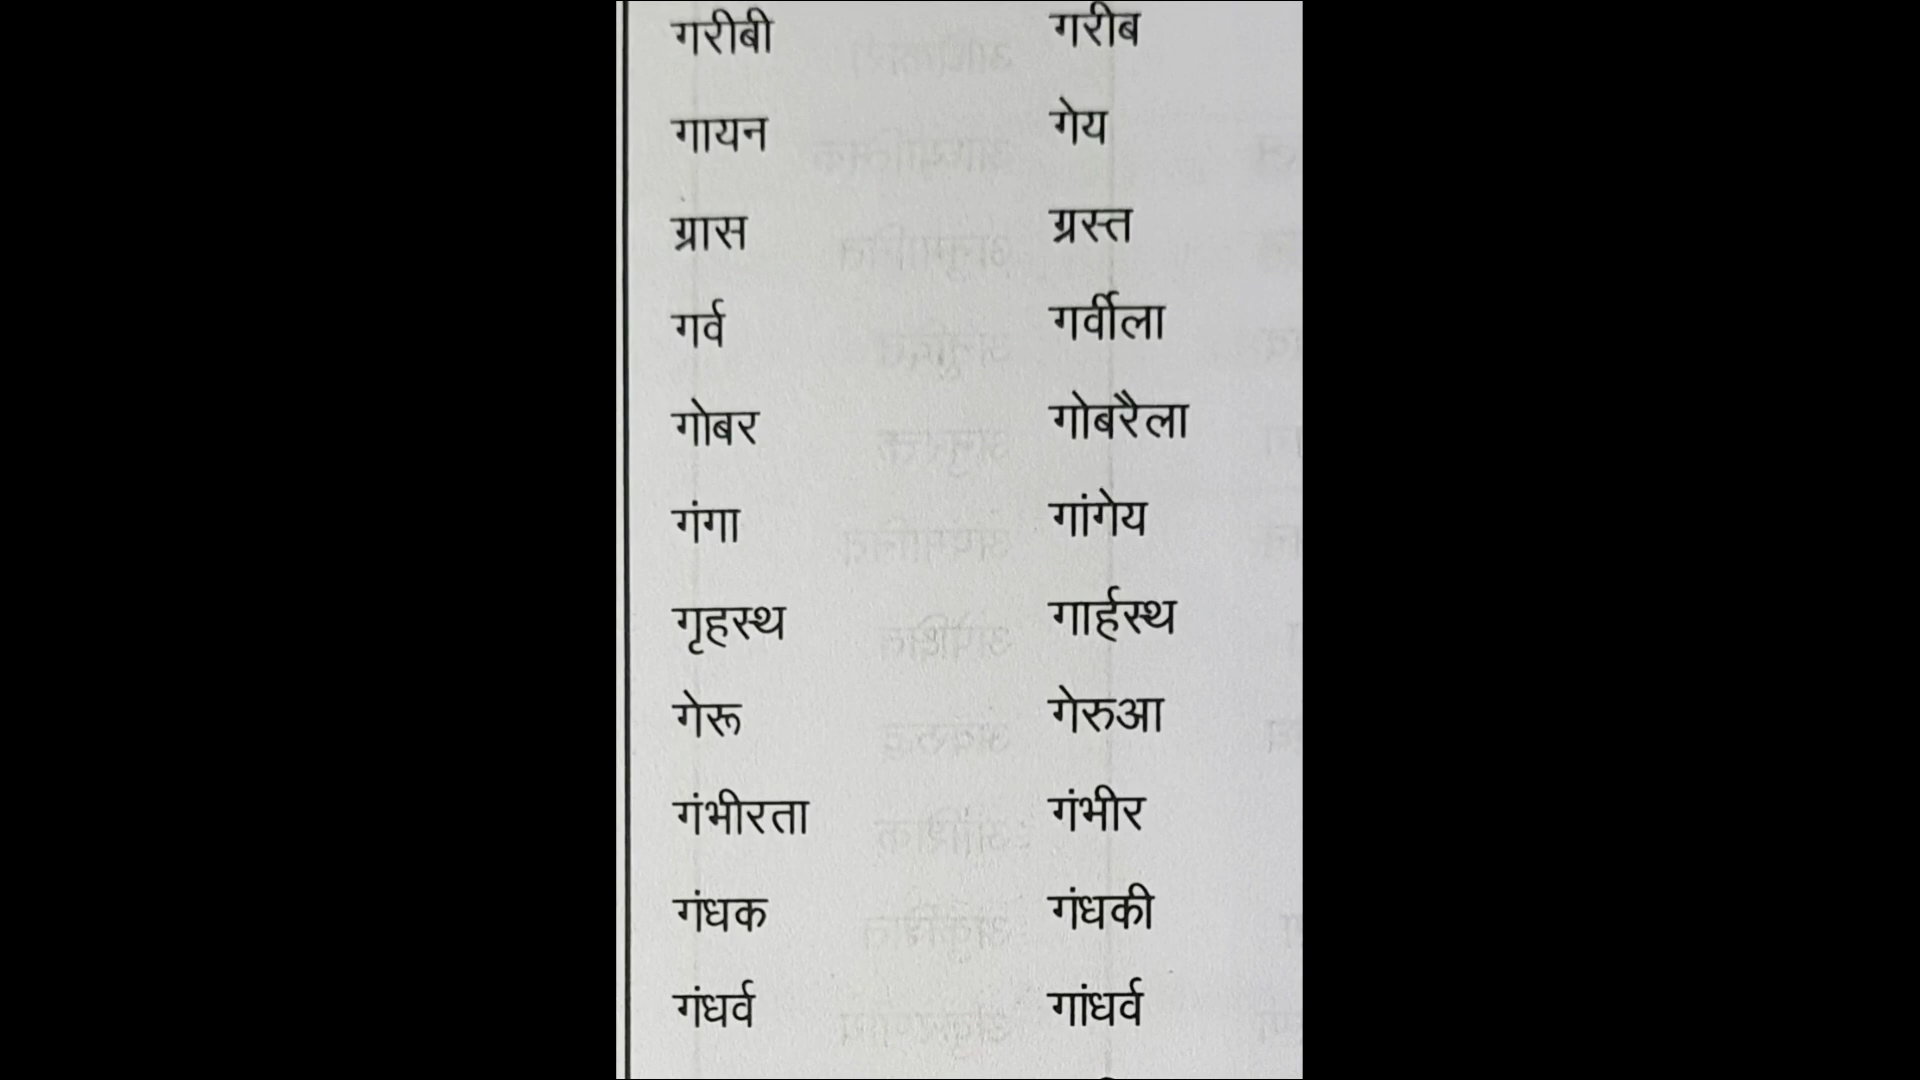 गरीबी गरीब
गायन गेय
ग्रास ग्रस्त
गर्व गर्वीला
गोबर गोबरैला
गंगा गांगेय
गृहस्थ गार्हस्थ
गेरू गेरुआ
गंभीरता गंभीर
गंधक गंधकी
गंधर्व गांधर्व